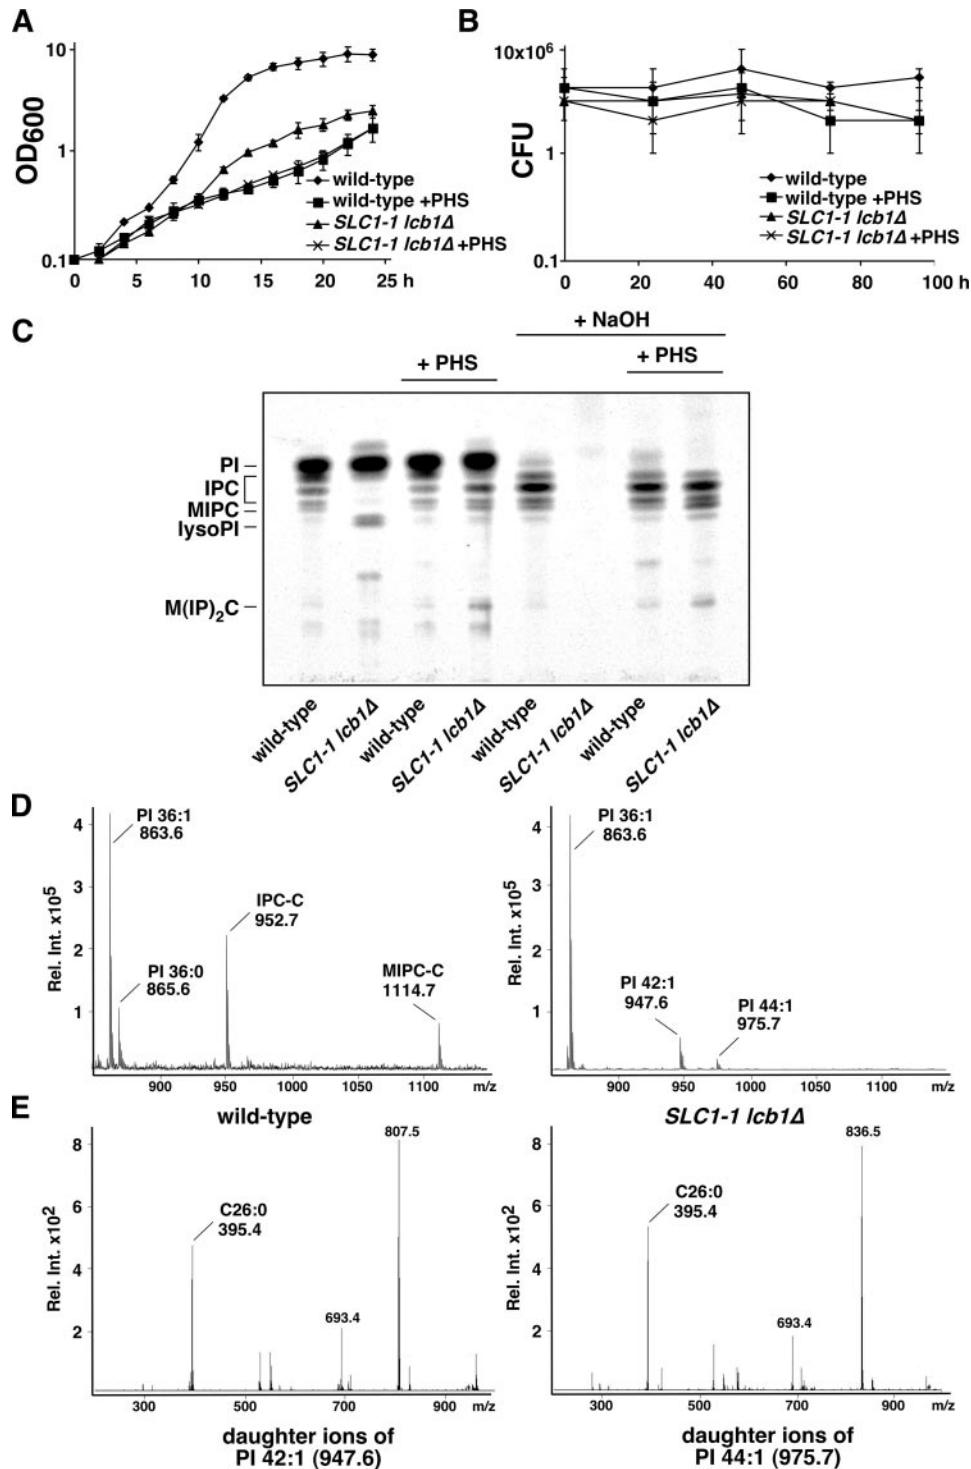 A
10
OD600
1
0.1
0
5
10
15
20
25 h
wild-type
wild-type +PHS
SLC1-1 lcb1Δ
SLC1-1 lcb1Δ +PHS
B
10x10⁶
CFU
1
0.1
0
20
40
60
80
100 h
wild-type
wild-type +PHS
SLC1-1 lcb1Δ
SLC1-1 lcb1Δ +PHS
C
+ NaOH
+ PHS
+ PHS
PI
IPC
MIPC
lysoPI
M(IP)₂C
wild-type
SLC1-1 lcb1Δ
wild-type
SLC1-1 lcb1Δ
wild-type
SLC1-1 lcb1Δ
wild-type
SLC1-1 lcb1Δ
D
Rel. Int. x10⁵
4
3
2
1
PI 36:1
863.6
PI 36:0
865.6
IPC-C
952.7
MIPC-C
1114.7
900
950
1000
1050
1100
m/z
wild-type
Rel. Int. x10⁵
4
3
2
1
PI 36:1
863.6
PI 42:1
947.6
PI 44:1
975.7
900
950
1000
1050
1100
m/z
SLC1-1 lcb1Δ
E
Rel. Int. x10²
8
6
4
2
C26:0
395.4
693.4
807.5
300
500
700
900
m/z
daughter ions of
PI 42:1 (947.6)
Rel. Int. x10²
8
6
4
2
C26:0
395.4
693.4
836.5
300
500
700
900
m/z
daughter ions of
PI 44:1 (975.7)